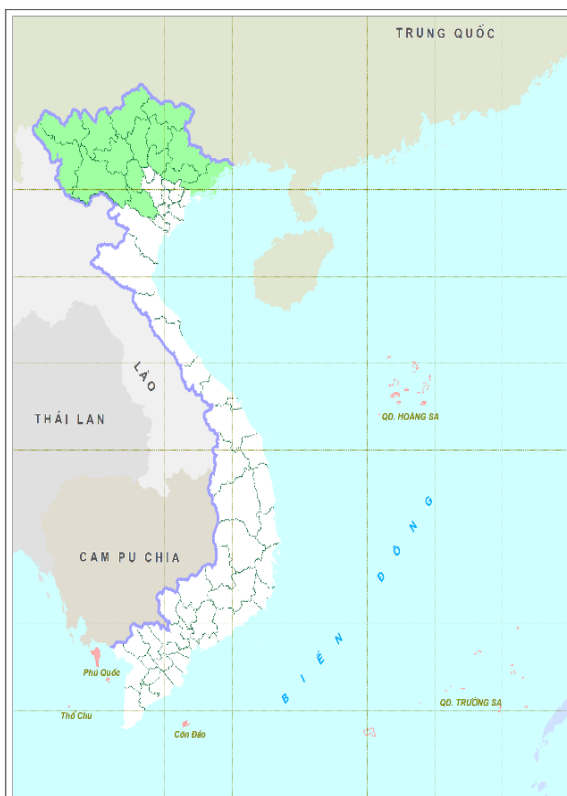 TRUNG QUỐC
LÀO
THÁI LAN
QĐ. HOÀNG SA
CAM PU CHIA
BIỂN ĐÔNG
Phú Quốc
QĐ. TRƯỜNG SA
Thổ Chu
Côn Đảo